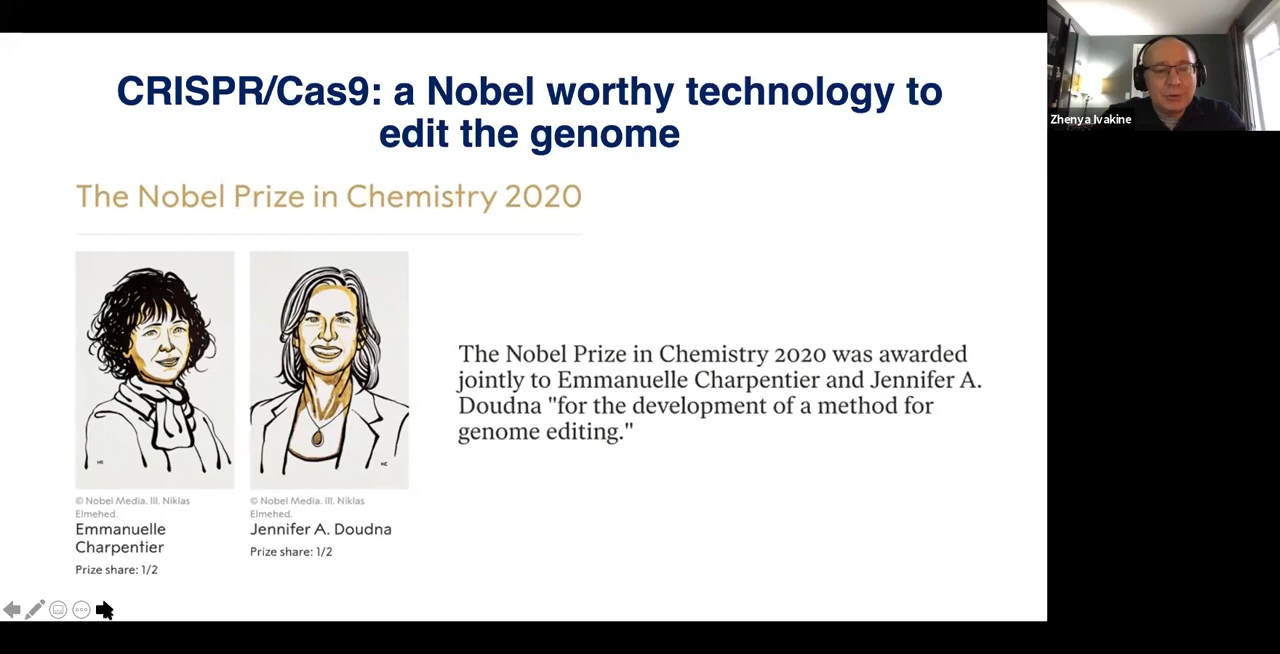 CRISPR/Cas9: a Nobel worthy technology to
edit the genome
The Nobel Prize in Chemistry 2020
The Nobel Prize in Chemistry 2020 was awarded
jointly to Emmanuelle Charpentier and Jennifer A.
Doudna "for the development of a method for
genome editing."
© Nobel Media. Ill. Niklas
Elmehed.
Emmanuelle
Charpentier
Prize share: 1/2
© Nobel Media. Ill. Niklas
Elmehed.
Jennifer A. Doudna
Prize share: 1/2
Zhenya Ivakine